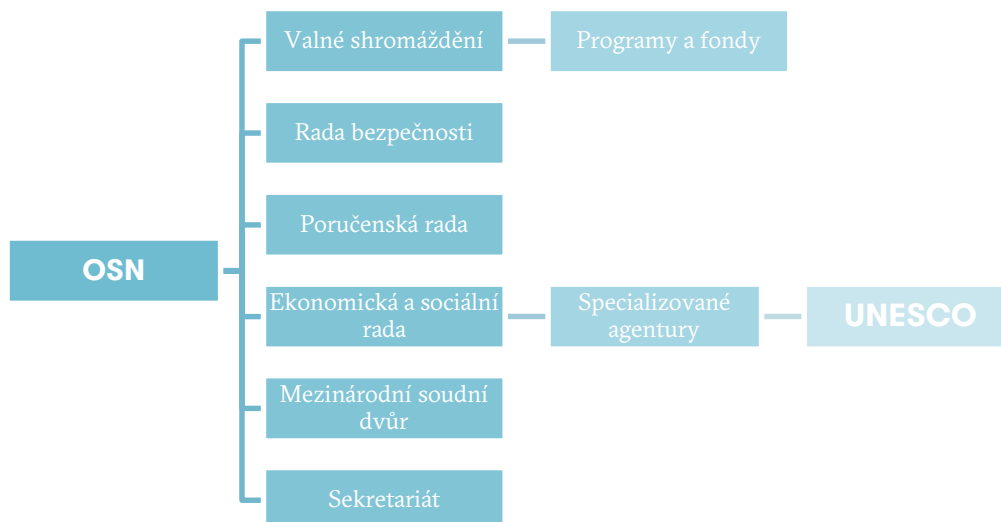 Valné shromáždění
Programy a fondy
Rada bezpečnosti
Poručenská rada
OSN
Ekonomická a sociální
rada
Specializované
agentury
UNESCO
Mezinárodní soudní
dvůr
Sekretariát